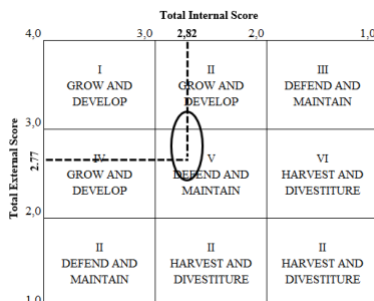 Total Internal Score
4,0 3,0 2,82 2,0 1,0
I II III
GROW AND GROW AND DEFEND AND
DEVELOP DEVELOP MAINTAIN
3,0
Total External Score
2,77
IV V VI
GROW AND DEFEND AND HARVEST AND
DEVELOP MAINTAIN DIVESTITURE
2,0
II II II
DEFEND AND HARVEST AND HARVEST AND
MAINTAIN DIVESTITURE DIVESTITURE
1,0